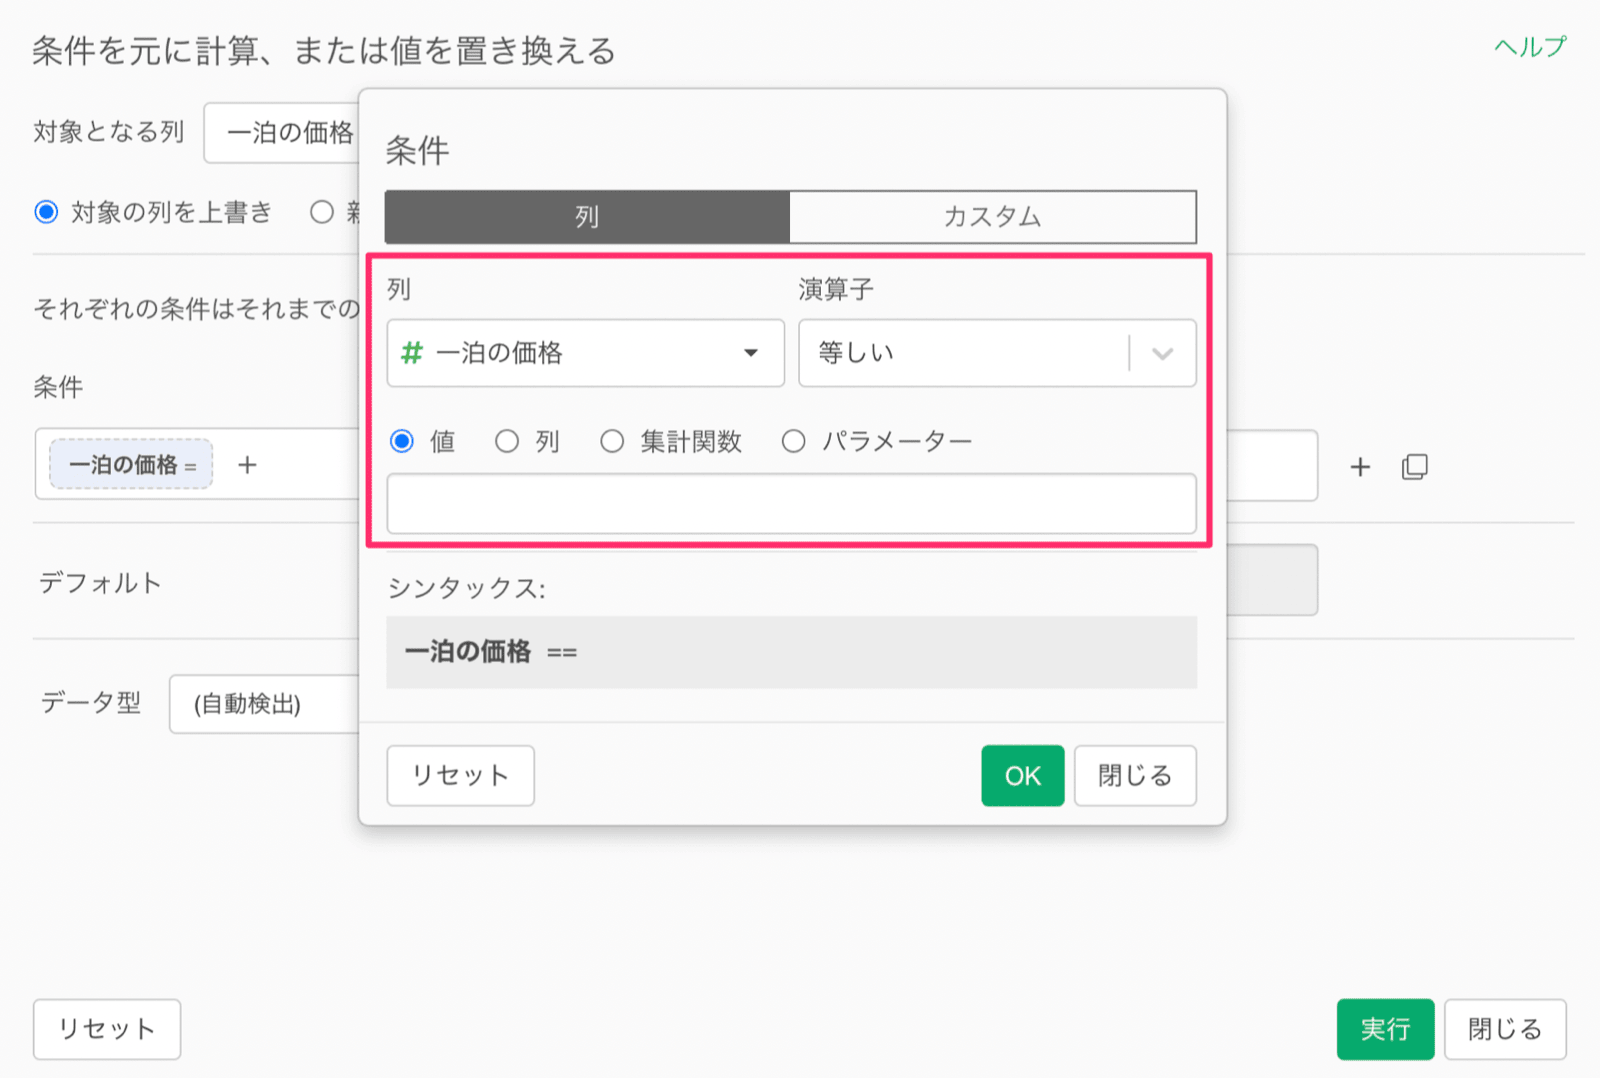 条件を元に計算、または値を置き換える
ヘルプ
対象となる列 一泊の価格
対象の列を上書き
それぞれの条件はそれまでの
条件
一泊の価格 = +
+
デフォルト
データ型 (自動検出)
条件
列 カスタム
列 演算子
# 一泊の価格 等しい
値 列 集計関数 パラメーター
シンタックス:
一泊の価格 ==
リセット OK 閉じる
リセット 実行 閉じる